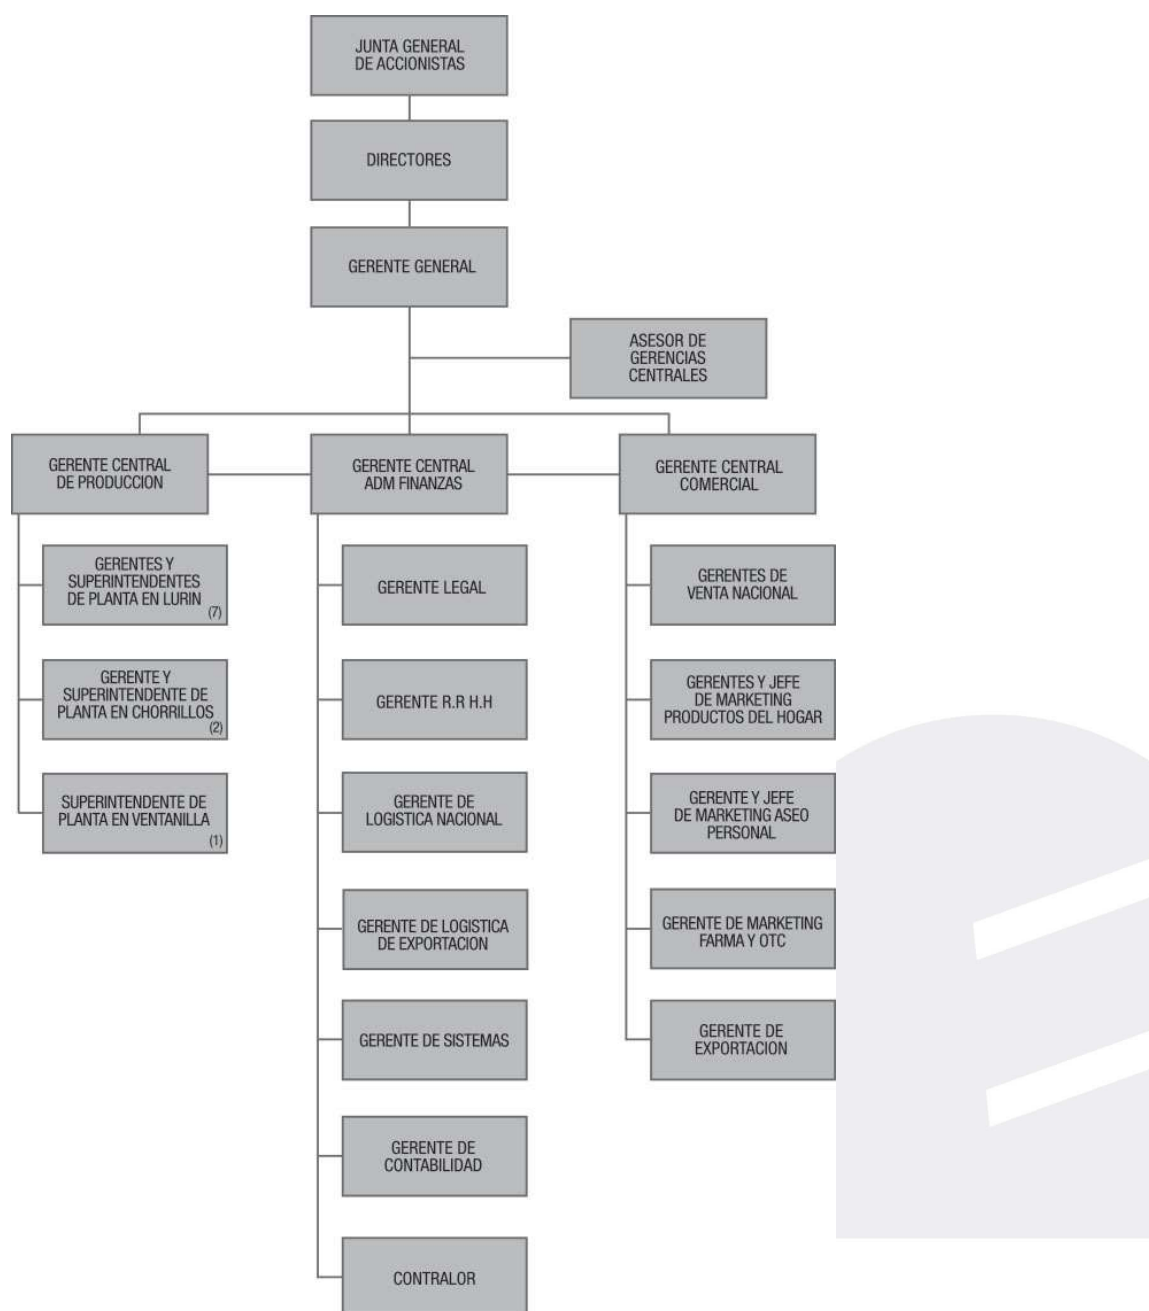 JUNTA GENERAL
DE ACCIONISTAS
DIRECTORES
GERENTE GENERAL
ASESOR DE
GERENCIAS
CENTRALES
GERENTE CENTRAL
DE PRODUCCION
GERENTE CENTRAL
ADM FINANZAS
GERENTE CENTRAL
COMERCIAL
GERENTES Y
SUPERINTENDENTES
DE PLANTA EN LURIN
(7)
GERENTE Y
SUPERINTENDENTE DE
PLANTA EN CHORRILLOS
(2)
SUPERINTENDENTE DE
PLANTA EN VENTANILLA
(1)
GERENTE LEGAL
GERENTE R.R H.H
GERENTE DE
LOGISTICA NACIONAL
GERENTE DE LOGISTICA
DE EXPORTACION
GERENTE DE SISTEMAS
GERENTE DE
CONTABILIDAD
CONTRALOR
GERENTES DE
VENTA NACIONAL
GERENTES Y JEFE
DE MARKETING
PRODUCTOS DEL HOGAR
GERENTE Y JEFE
DE MARKETING ASEO
PERSONAL
GERENTE DE MARKETING
FARMA Y OTC
GERENTE DE
EXPORTACION